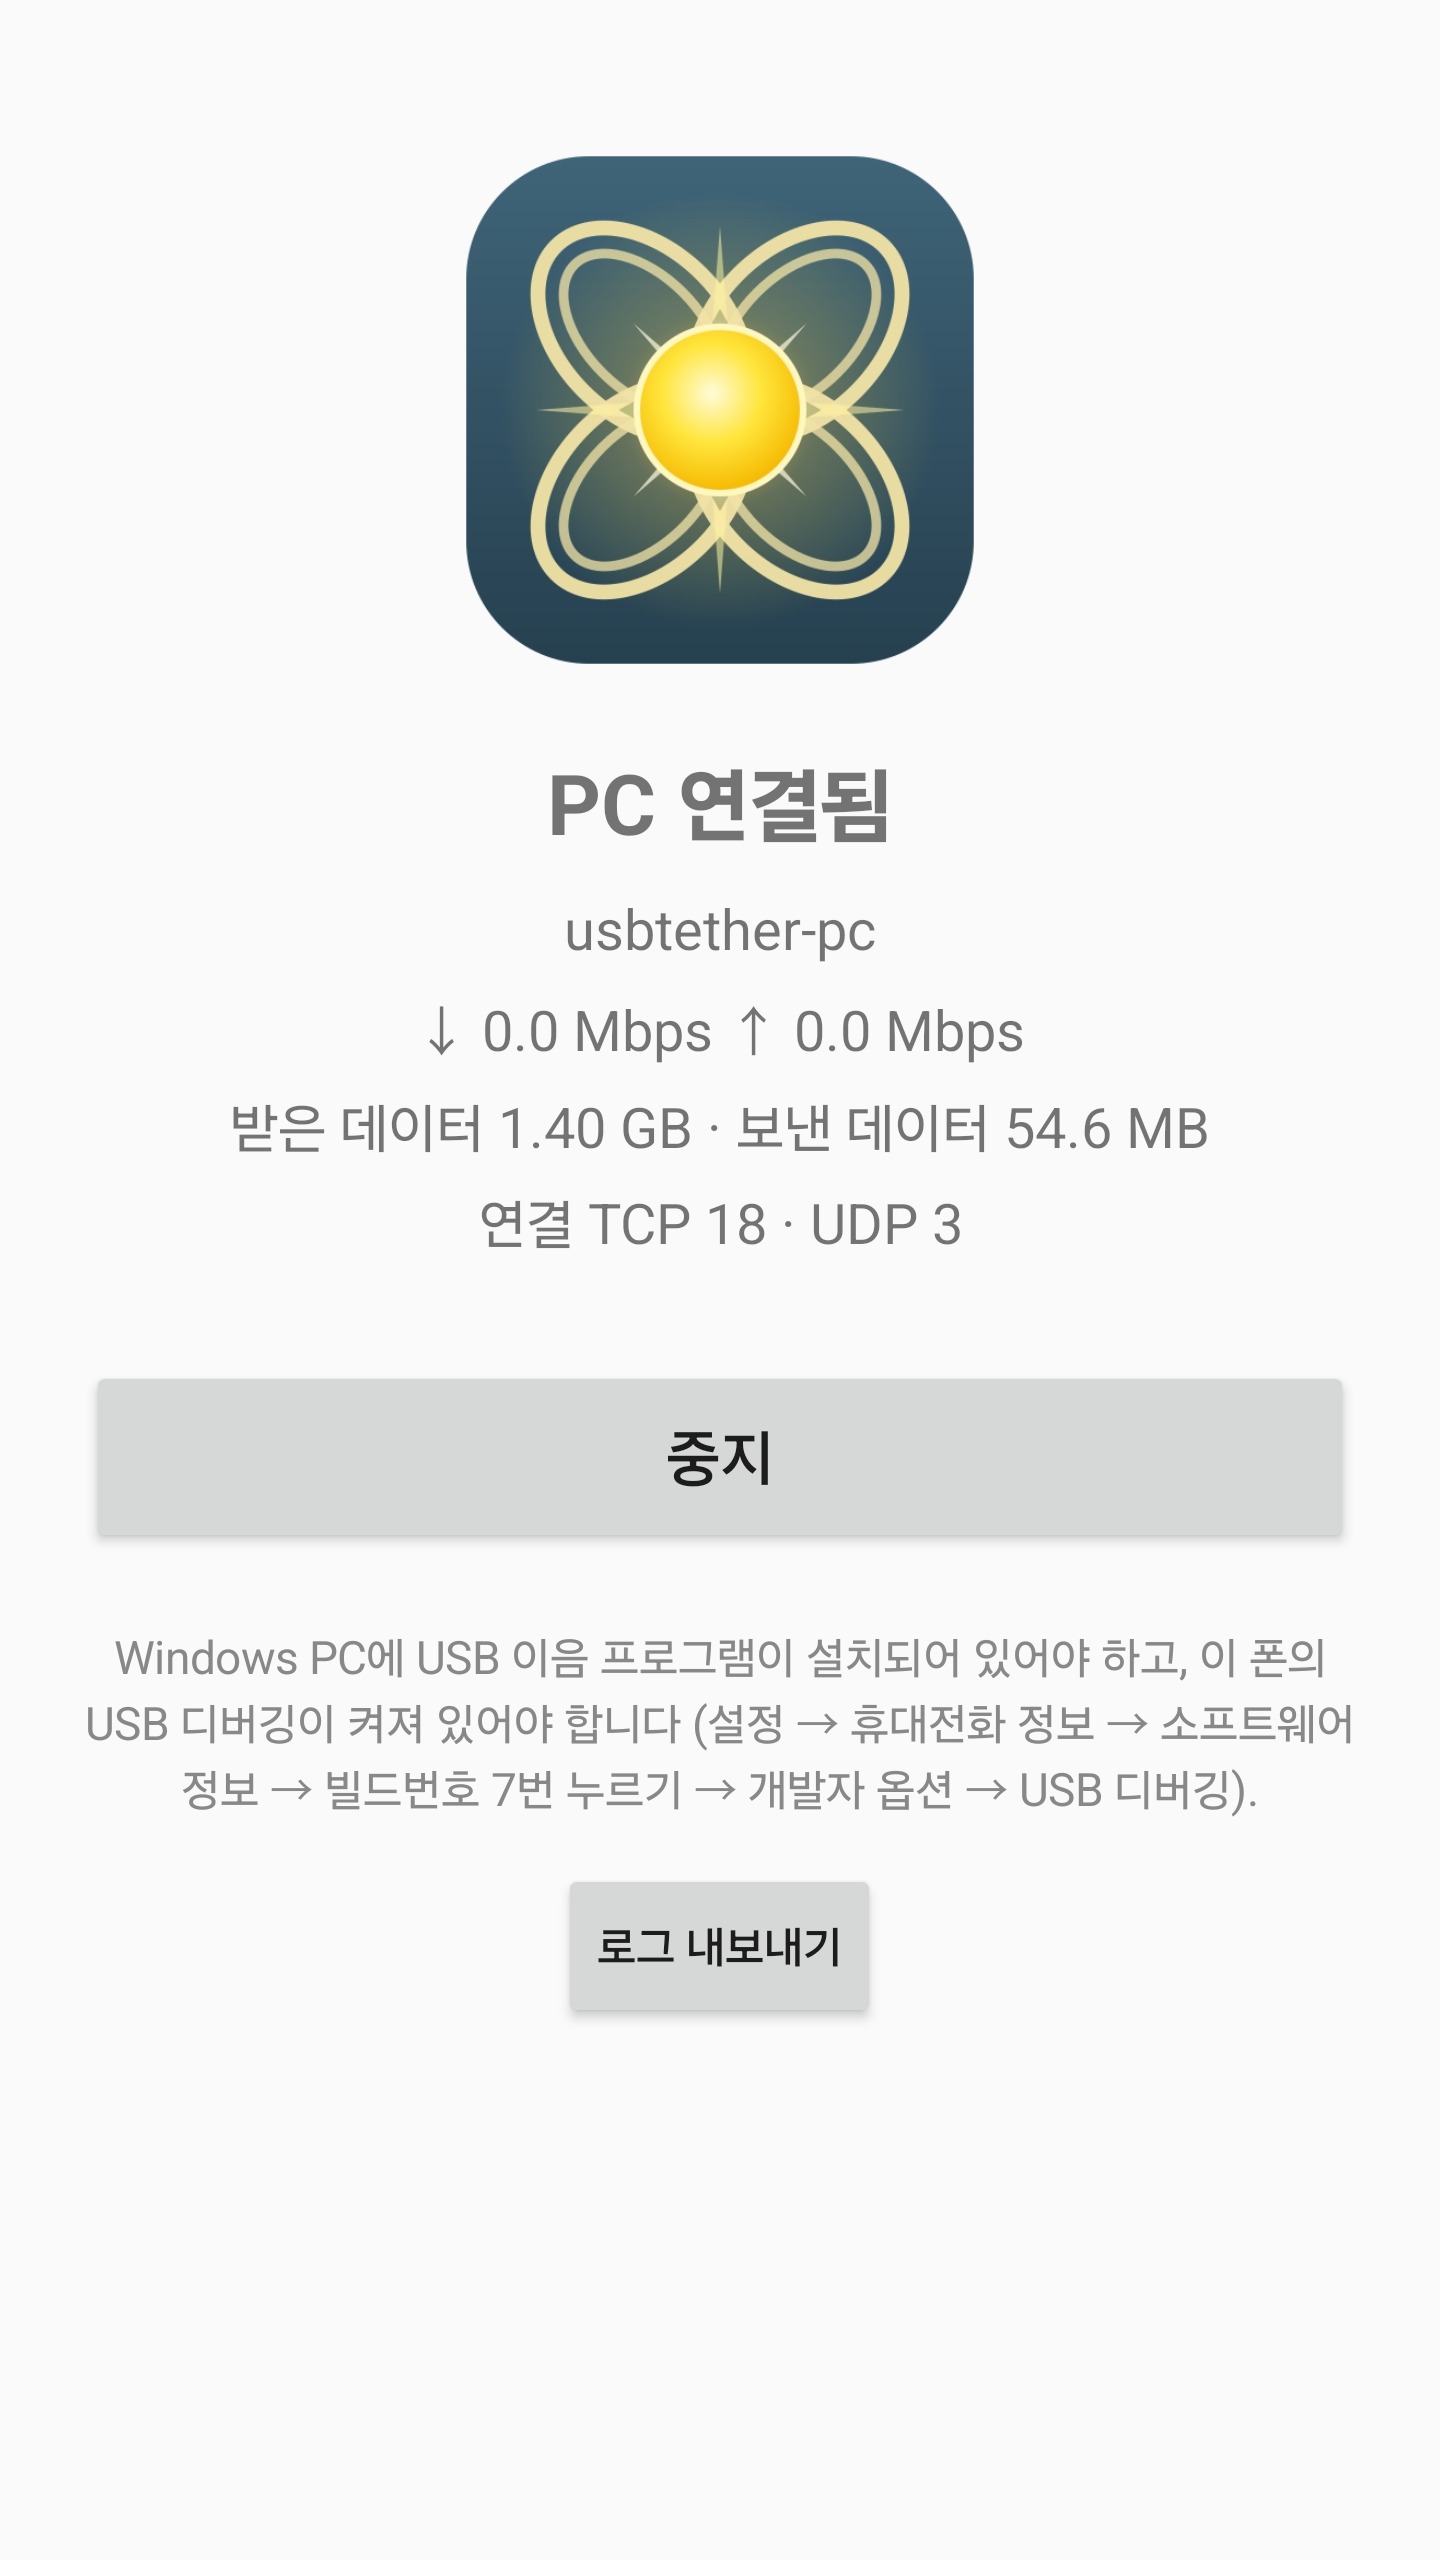 PC 연결됨
usbtether-pc
↓ 0.0 Mbps ↑ 0.0 Mbps
받은 데이터 1.40 GB · 보낸 데이터 54.6 MB
연결 TCP 18 · UDP 3
중지
Windows PC에 USB 이음 프로그램이 설치되어 있어야 하고, 이 폰의
USB 디버깅이 켜져 있어야 합니다 (설정 → 휴대전화 정보 → 소프트웨어
정보 → 빌드번호 7번 누르기 → 개발자 옵션 → USB 디버깅).
로그 내보내기